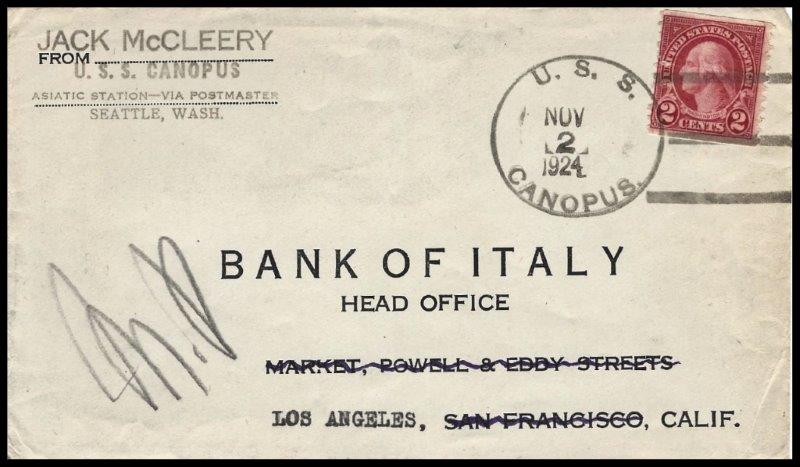 JACK McCLEERY
FROM
U.S.S. CANOPUS
ASIATIC STATION—VIA POSTMASTER
SEATTLE, WASH.
U. S. S.
NOV
2
1924
CANOPUS.
UNITED STATES POSTAGE
2 CENTS 2
BANK OF ITALY
HEAD OFFICE
MARKET, POWELL & EDDY STREETS
LOS ANGELES, SAN FRANCISCO, CALIF.